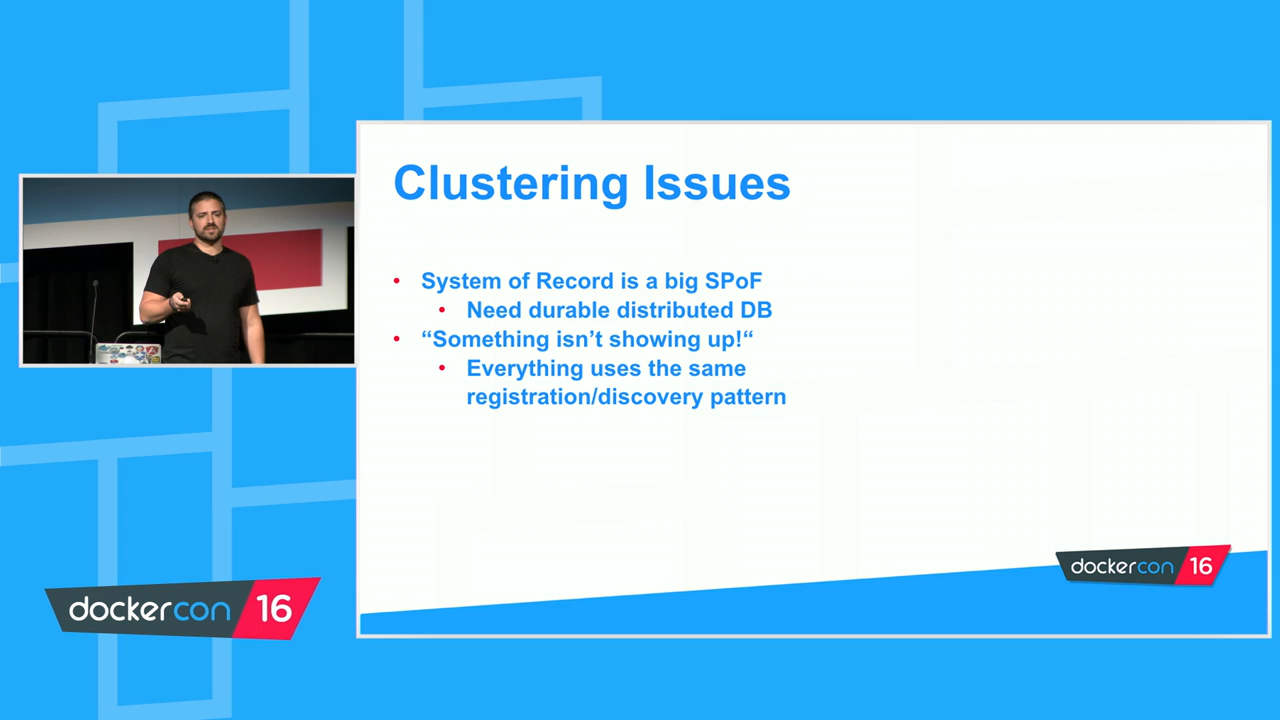 Clustering Issues
• System of Record is a big SPoF
• Need durable distributed DB
• “Something isn’t showing up!“
• Everything uses the same
registration/discovery pattern
dockercon 16
dockercon 16